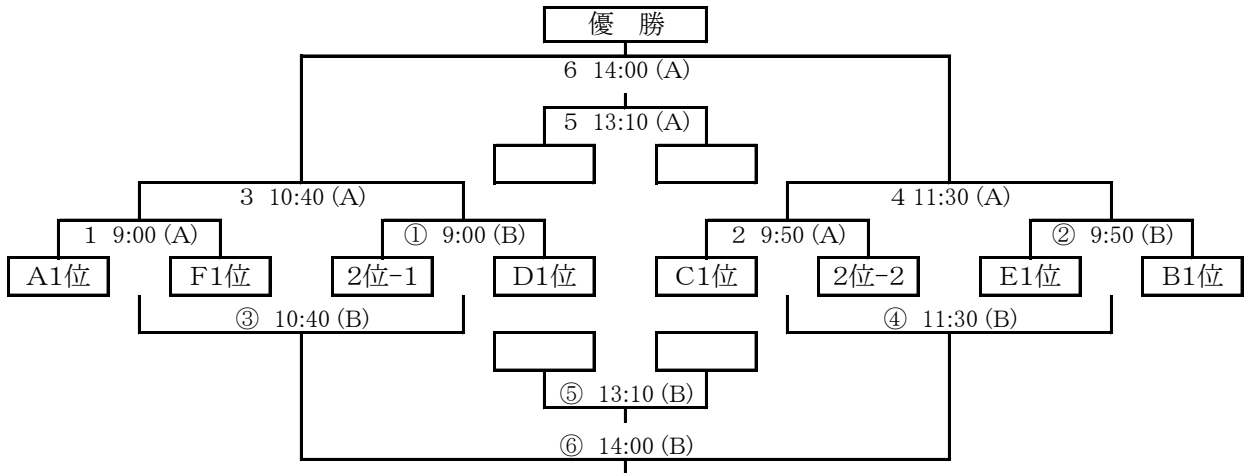 優　勝
6 14:00 (A)
5 13:10 (A)
3 10:40 (A)
4 11:30 (A)
1 9:00 (A)
① 9:00 (B)
2 9:50 (A)
② 9:50 (B)
A1位
F1位
2位-1
D1位
C1位
2位-2
E1位
B1位
③ 10:40 (B)
④ 11:30 (B)
⑤ 13:10 (B)
⑥ 14:00 (B)